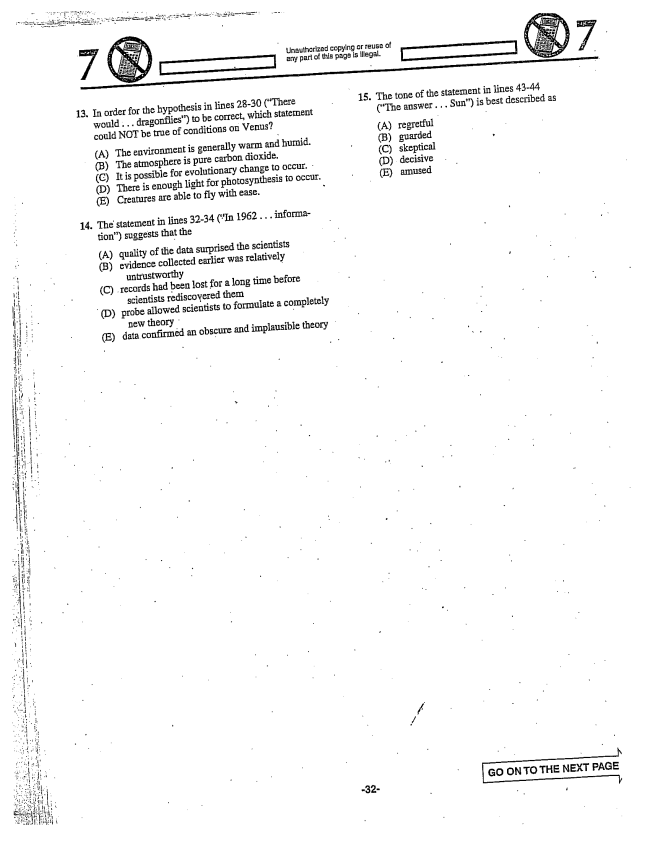 7
Unauthorized copying or reuse of
any part of this page is illegal.
7
13. In order for the hypothesis in lines 28-30 ("There
would . . . dragonflies") to be correct, which statement
could NOT be true of conditions on Venus?
(A) The environment is generally warm and humid.
(B) The atmosphere is pure carbon dioxide.
(C) It is possible for evolutionary change to occur.
(D) There is enough light for photosynthesis to occur.
(E) Creatures are able to fly with ease.
14. The statement in lines 32-34 ("In 1962 . . . informa-
tion") suggests that the
(A) quality of the data surprised the scientists
(B) evidence collected earlier was relatively
untrustworthy
(C) records had been lost for a long time before
scientists rediscovered them
(D) probe allowed scientists to formulate a completely
new theory
(E) data confirmed an obscure and implausible theory
15. The tone of the statement in lines 43-44
("The answer . . . Sun") is best described as
(A) regretful
(B) guarded
(C) skeptical
(D) decisive
(E) amused
GO ON TO THE NEXT PAGE
-32-